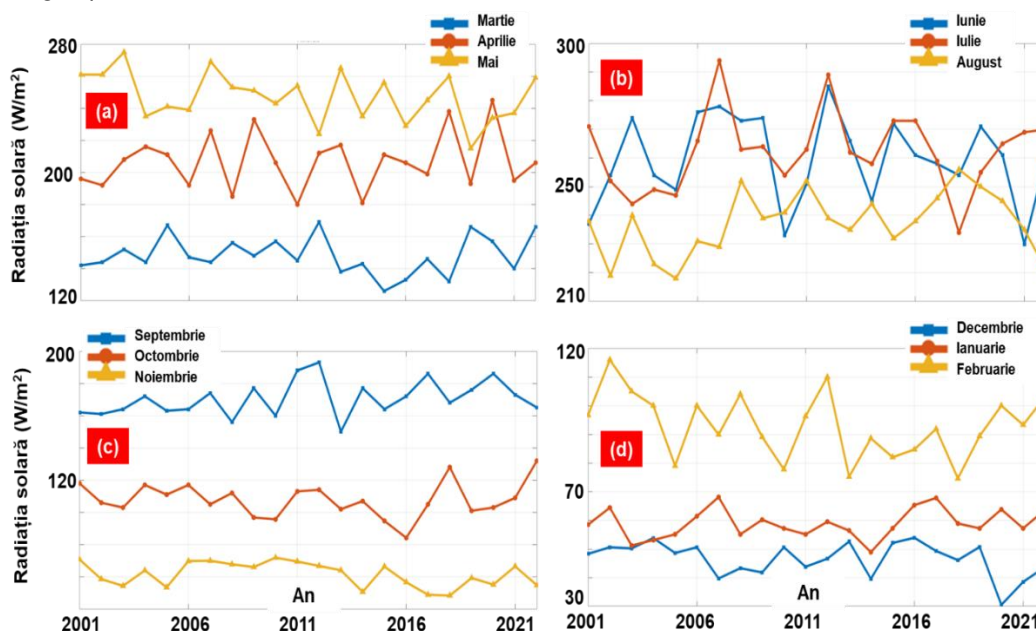 Martie
Aprilie
Mai
280
200
120
Radiația solară (W/m²)
(a)
Iunie
Iulie
August
300
250
210
(b)
Septembrie
Octombrie
Noiembrie
200
120
Radiația solară (W/m²)
(c)
An
2001
2006
2011
2016
2021
Decembrie
Ianuarie
Februarie
120
70
30
(d)
An
2001
2006
2011
2016
2021